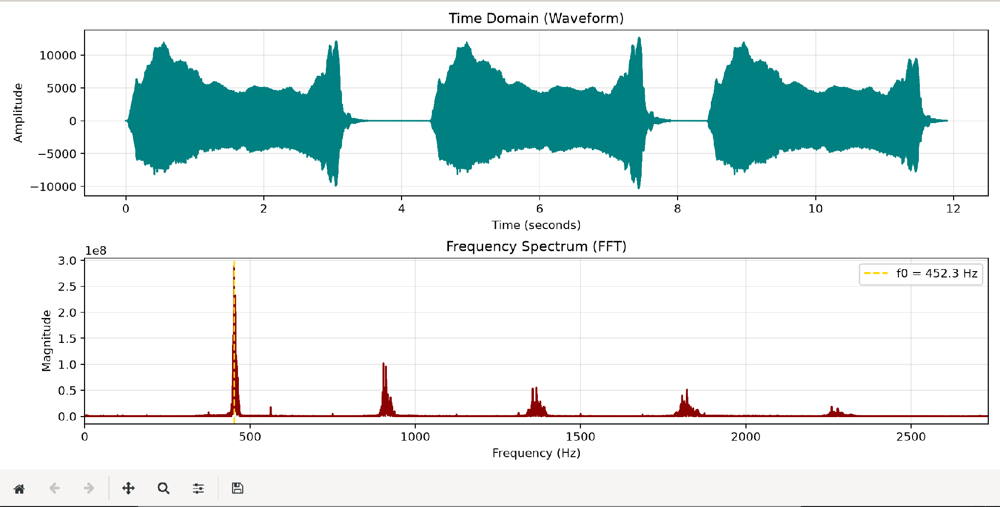 Time Domain (Waveform)
10000
5000
0
−5000
−10000
Amplitude
0 2 4 6 8 10 12
Time (seconds)
Frequency Spectrum (FFT)
1e8
3.0
2.5
2.0
1.5
1.0
0.5
0.0
Magnitude
f0 = 452.3 Hz
0 500 1000 1500 2000 2500
Frequency (Hz)